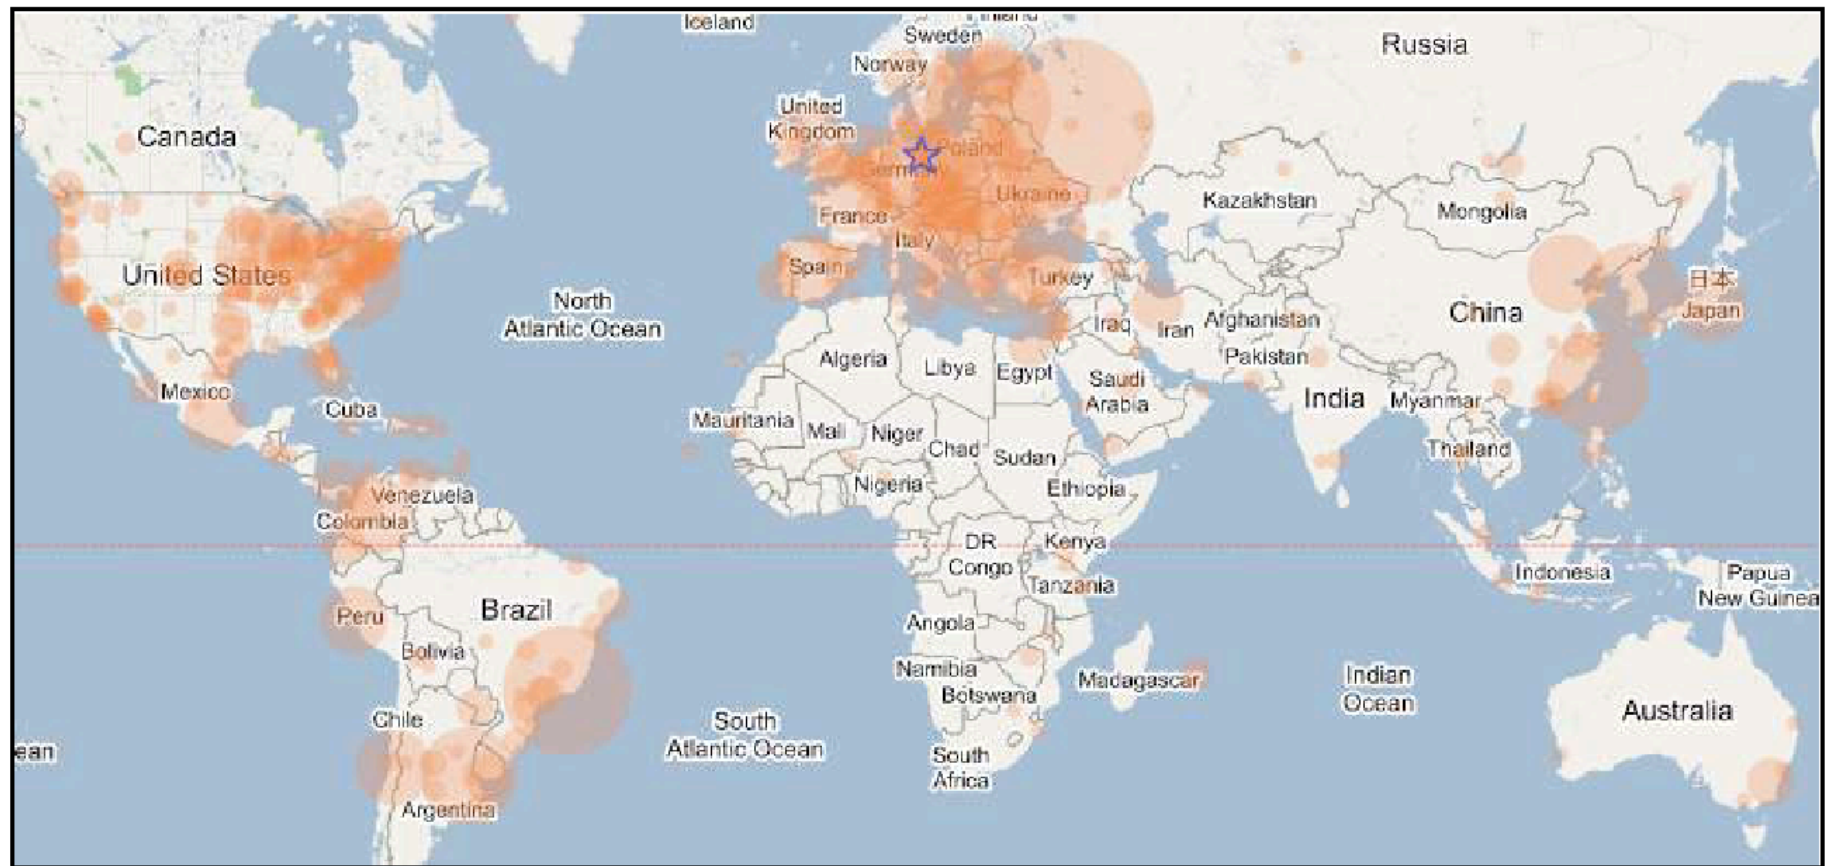 Iceland
Sweden
Norway
Russia
United
Kingdom
Canada
Poland
Germany
Ukraine
Kazakhstan
Mongolia
France
Italy
United States
Spain
Turkey
日本
Japan
North
Atlantic Ocean
China
Iraq
Iran
Afghanistan
Pakistan
Algeria
Libya
Egypt
Saudi
Arabia
India
Myanmar
Mexico
Cuba
Mauritania
Mali
Niger
Chad
Sudan
Thailand
Nigeria
Ethiopia
Venezuela
Colombia
DR
Congo
Kenya
Tanzania
Indonesia
Papua
New Guinea
Peru
Brazil
Angola
Bolivia
Namibia
Botswana
Madagascar
Indian
Ocean
Chile
South
Atlantic Ocean
Australia
ean
South
Africa
Argentina